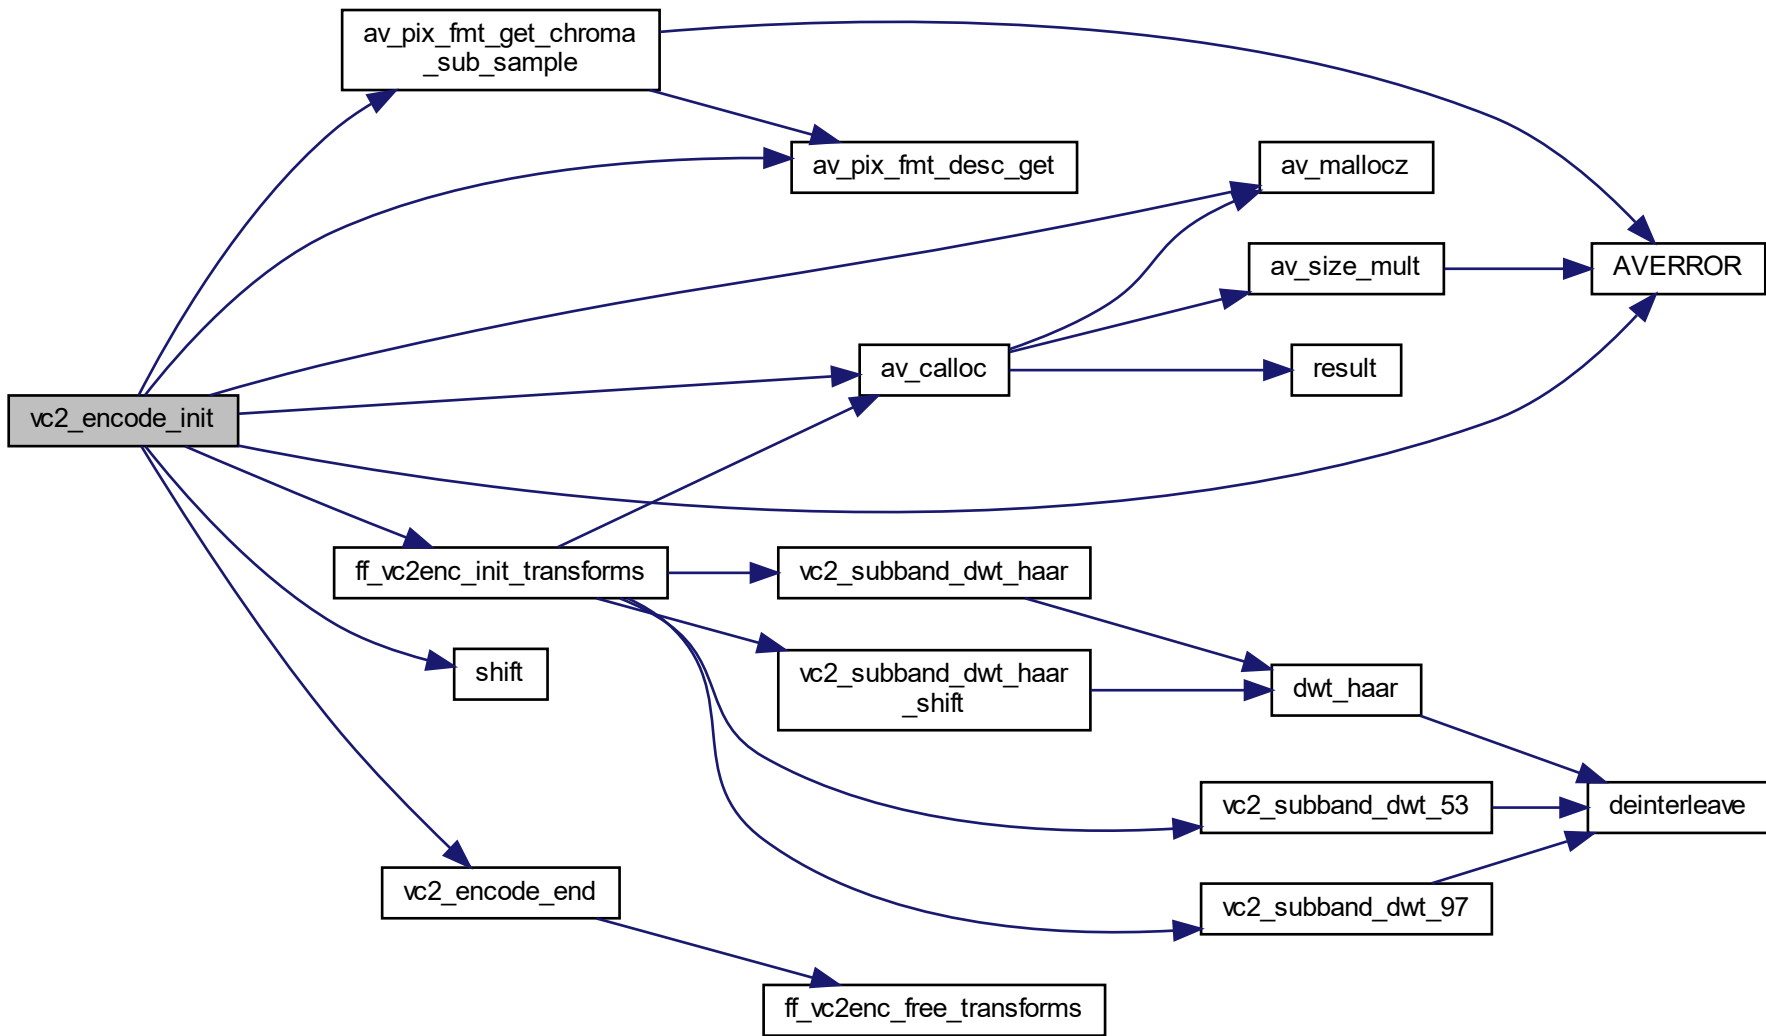 av_pix_fmt_get_chroma
_sub_sample
av_pix_fmt_desc_get
av_mallocz
av_size_mult
AVERROR
av_calloc
result
vc2_encode_init
ff_vc2enc_init_transforms
vc2_subband_dwt_haar
shift
vc2_subband_dwt_haar
_shift
dwt_haar
vc2_subband_dwt_53
deinterleave
vc2_encode_end
vc2_subband_dwt_97
ff_vc2enc_free_transforms